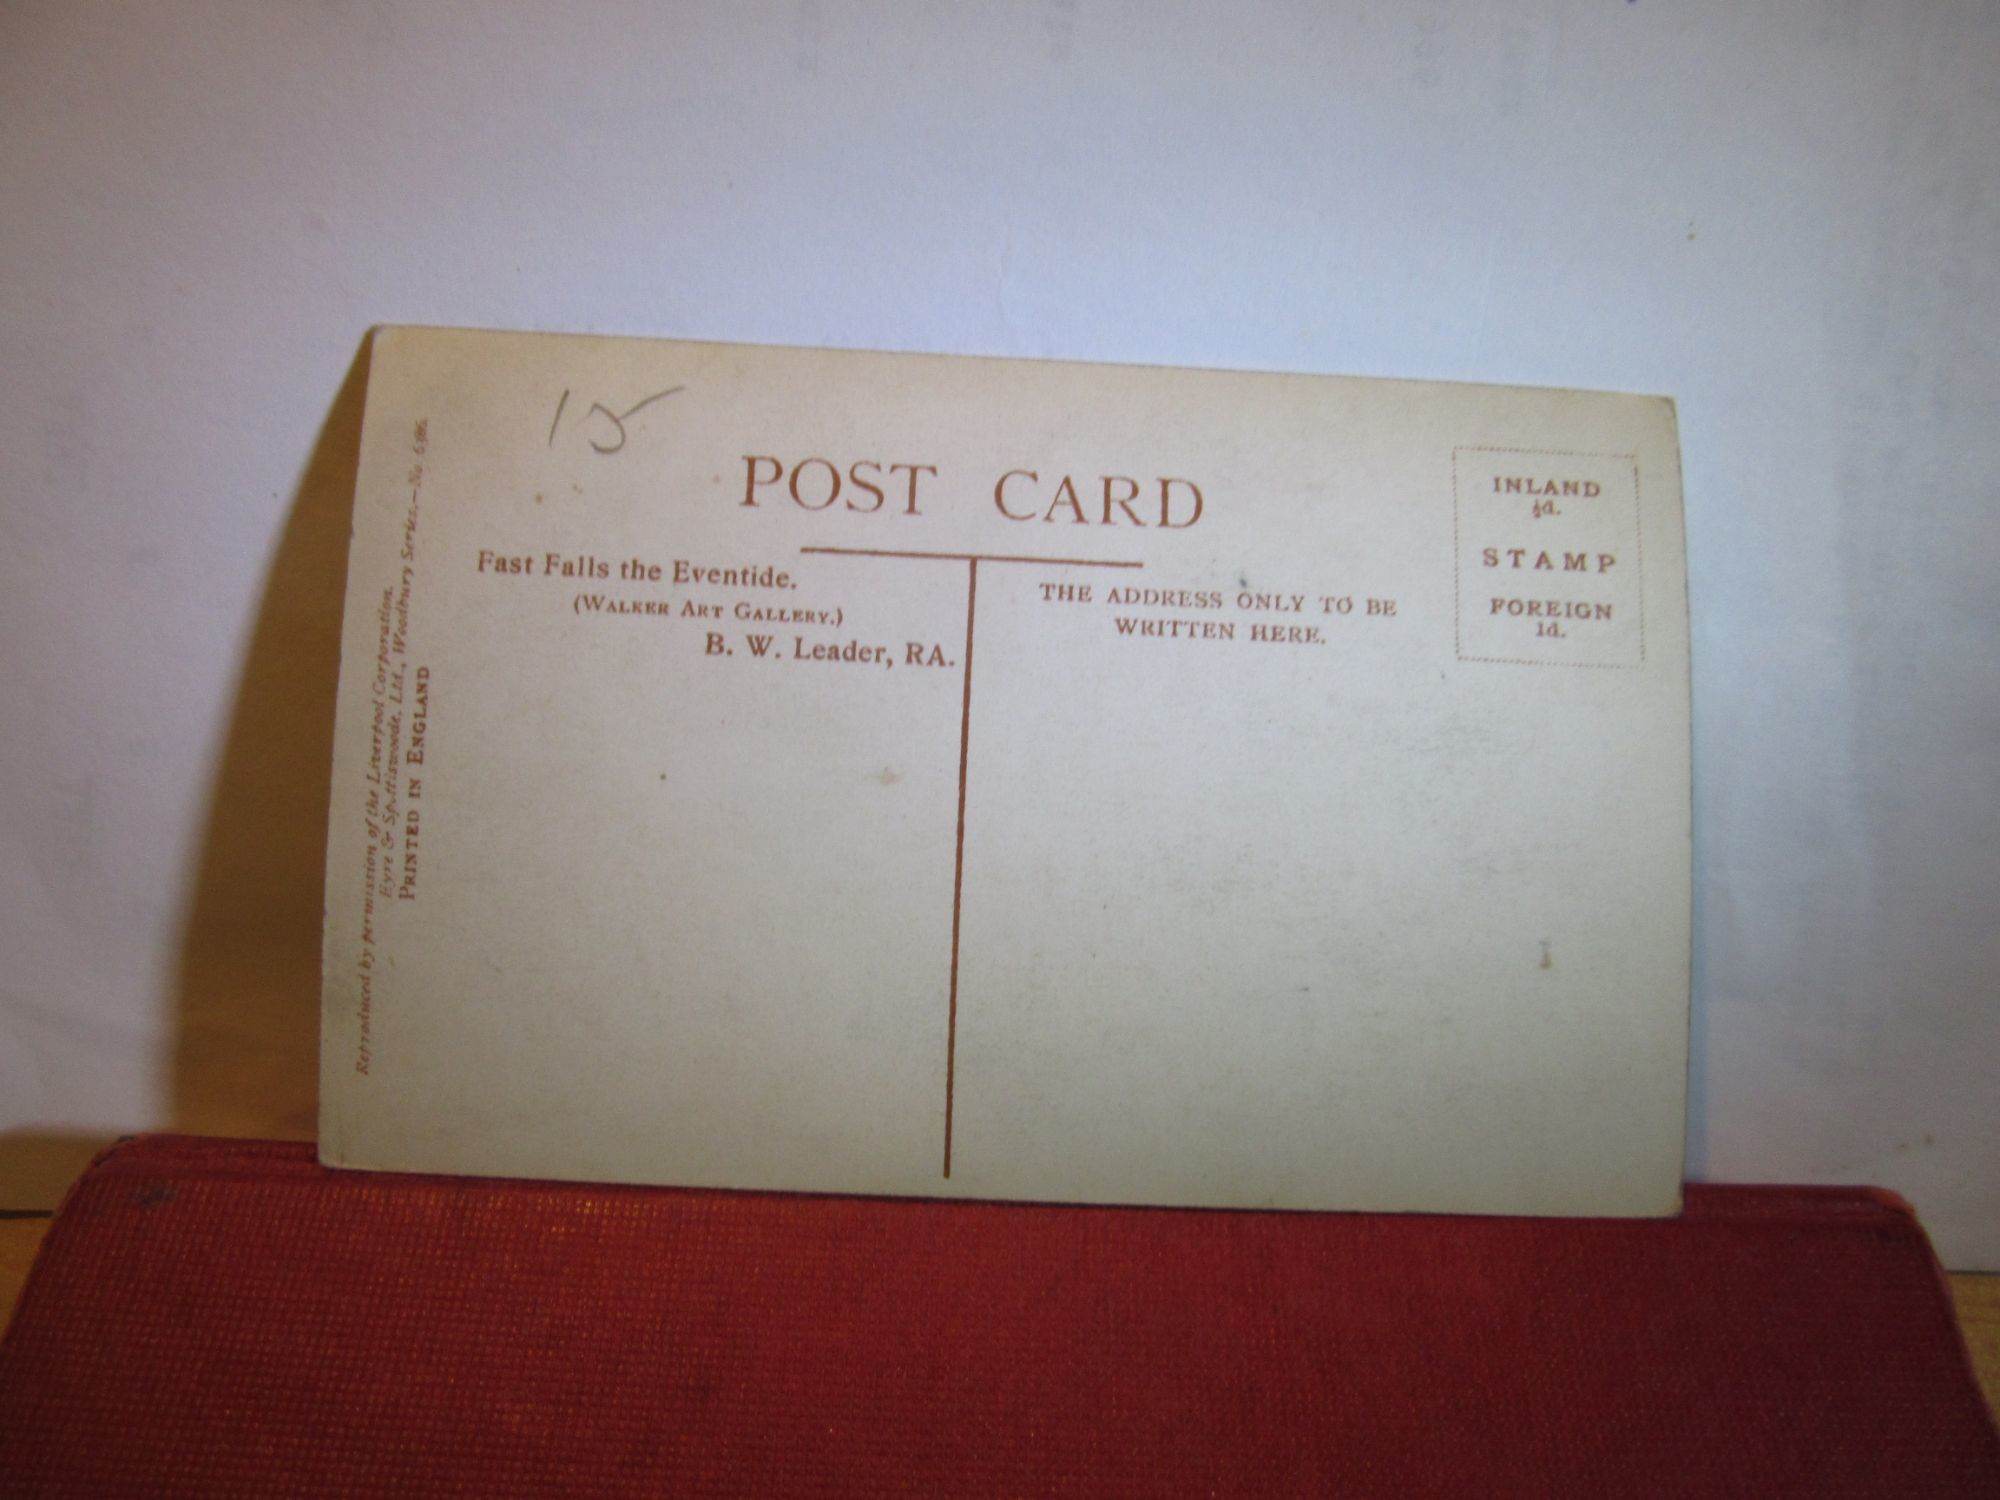 15
POST CARD
Fast Falls the Eventide.
(WALKER ART GALLERY.)
B. W. Leader, RA.
THE ADDRESS ONLY TO BE
WRITTEN HERE.
INLAND
½d.
STAMP
FOREIGN
1d.
Reproduced by permission of the Liverpool Corporation.
Eyre & Spottiswoode, Ltd., Woodbury Series.—No
PRINTED IN ENGLAND